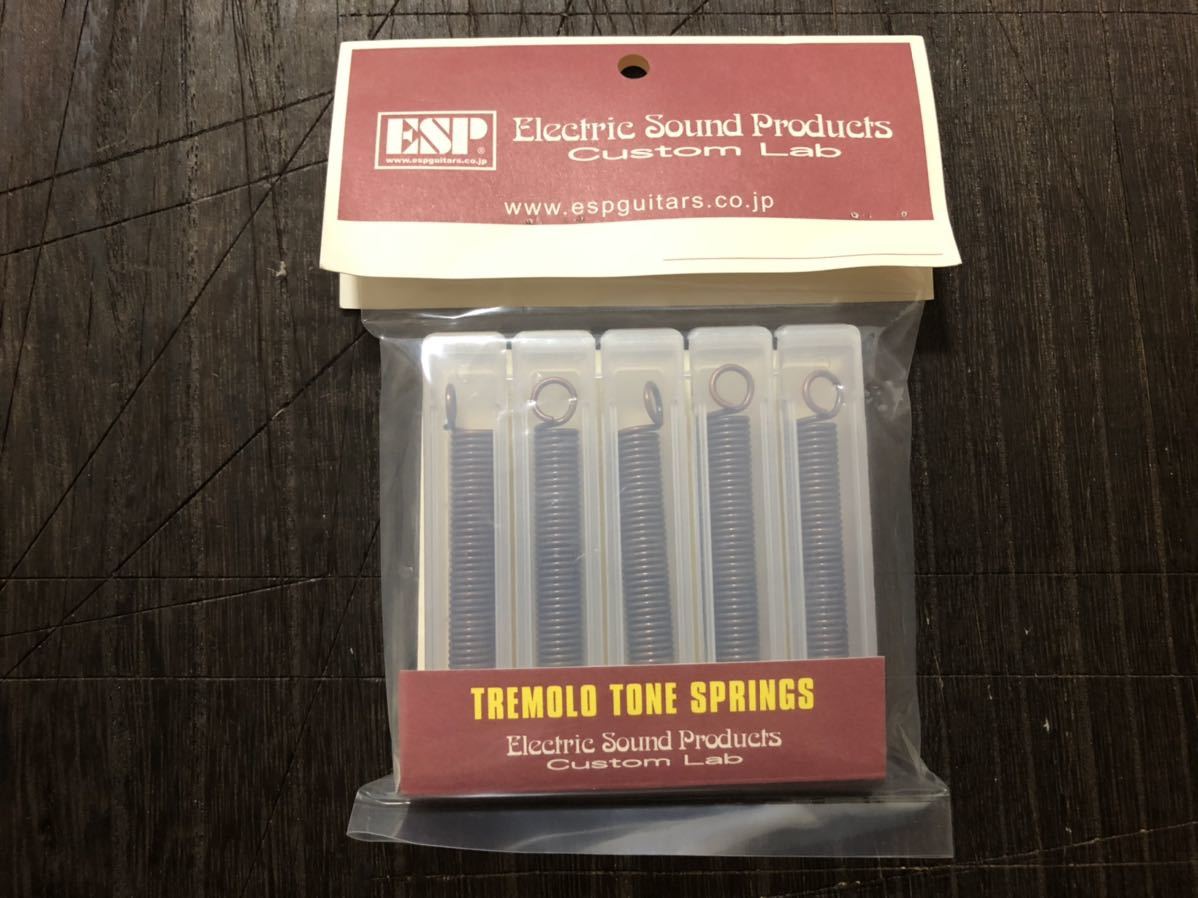 ESP®
www.espguitars.co.jp
Electric Sound Products
Custom Lab
www.espguitars.co.jp
TREMOLO TONE SPRINGS
Electric Sound Products
Custom Lab